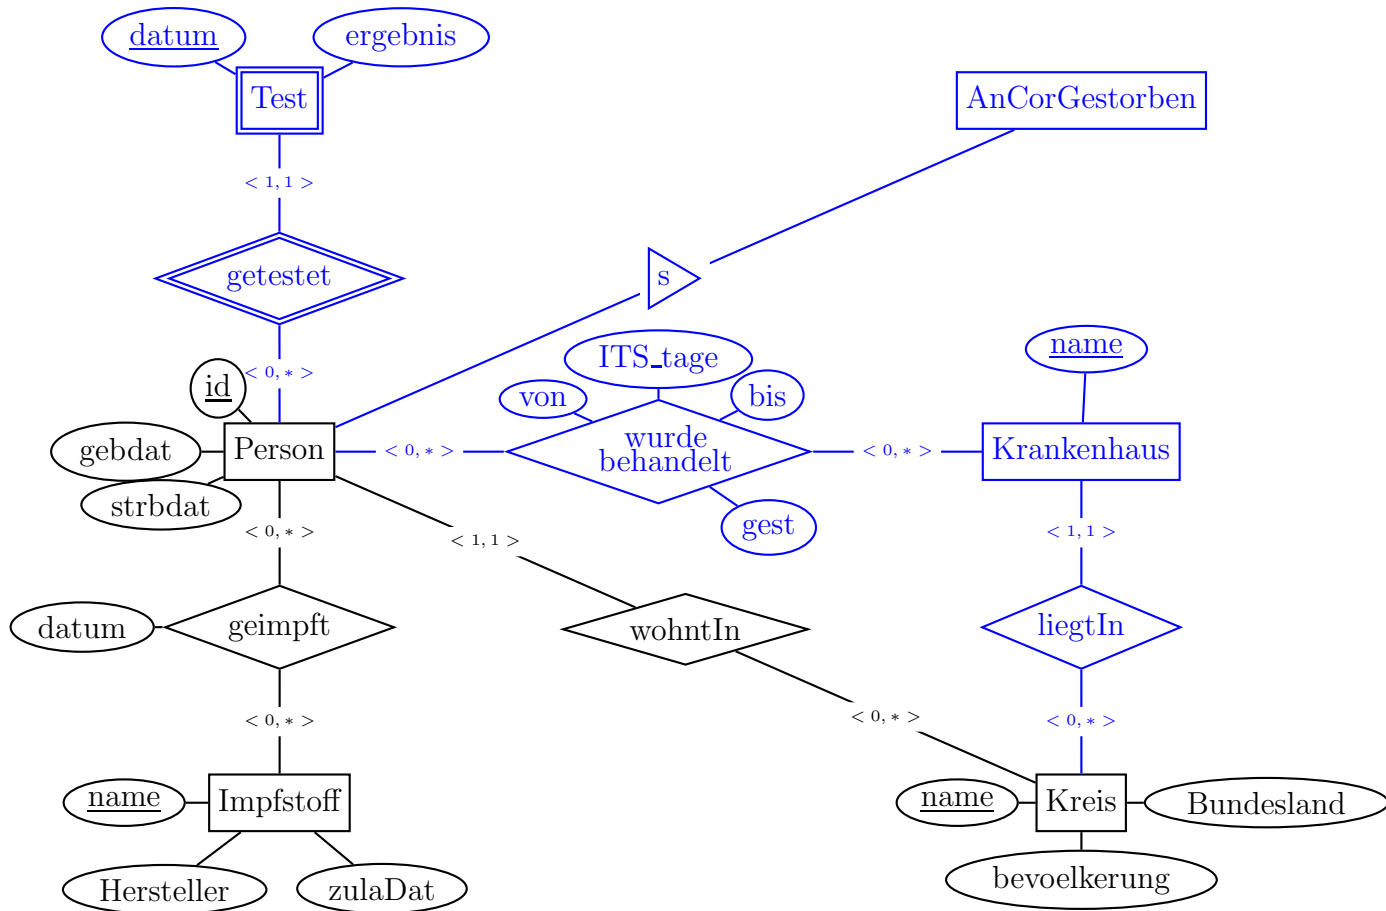 datum
ergebnis
Test
AnCorGestorben
< 1, 1 >
getestet
s
ITS_tage
name
< 0, * >
id
von
bis
gebdat
Person
< 0, * >
wurde
behandelt
< 0, * >
Krankenhaus
strbdat
gest
< 0, * >
< 1, 1 >
< 1, 1 >
datum
geimpft
wohntIn
liegtIn
< 0, * >
< 0, * >
< 0, * >
name
Impfstoff
name
Kreis
Bundesland
Hersteller
zulaDat
bevoelkerung